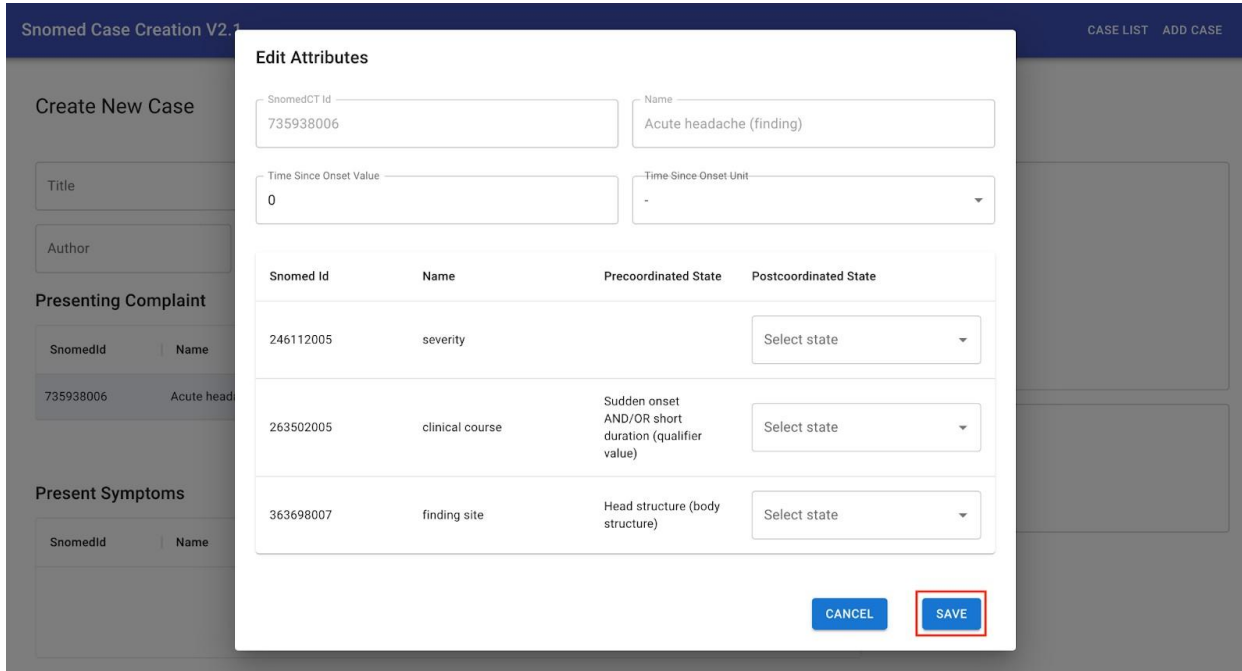 Snomed Case Creation V2.1
CASE LIST ADD CASE
Create New Case
Title
Author
Presenting Complaint
SnomedId Name
735938006 Acute head
Present Symptoms
SnomedId Name
Edit Attributes
SnomedCT Id
735938006
Name
Acute headache (finding)
Time Since Onset Value
0
Time Since Onset Unit
-
Snomed Id Name Precoordinated State Postcoordinated State
246112005 severity Select state
263502005 clinical course
Sudden onset
AND/OR short
duration (qualifier
value)
Select state
363698007 finding site
Head structure (body
structure)
Select state
CANCEL SAVE